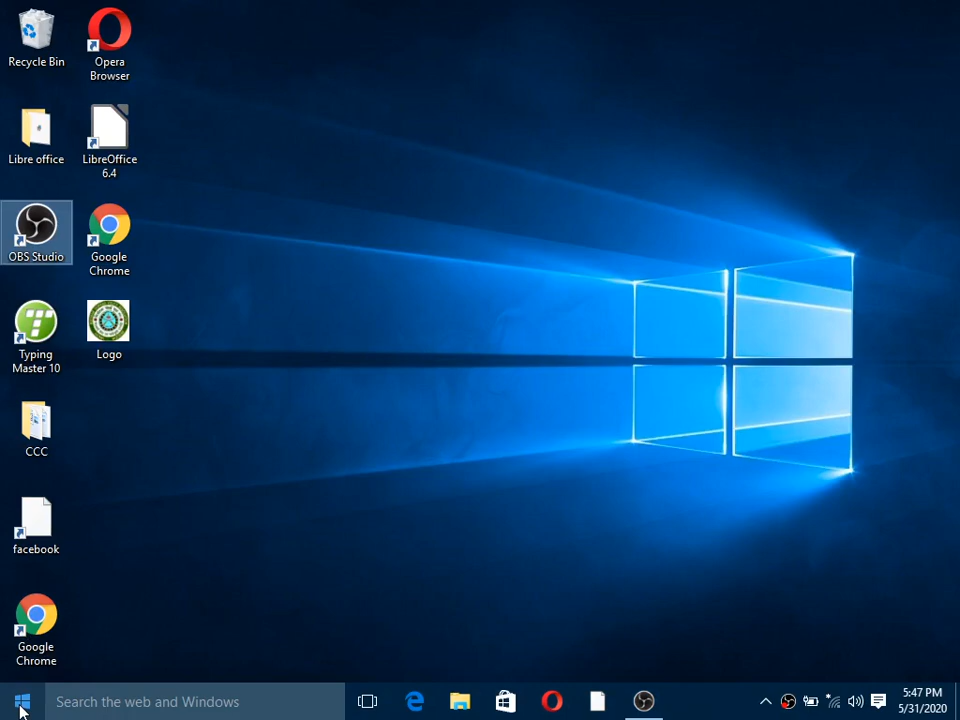 Recycle Bin
Opera
Browser
Libre office
LibreOffice
6.4
OBS Studio
Google
Chrome
Typing
Master 10
Logo
CCC
facebook
Google
Chrome
Search the web and Windows
5:47 PM
5/31/2020